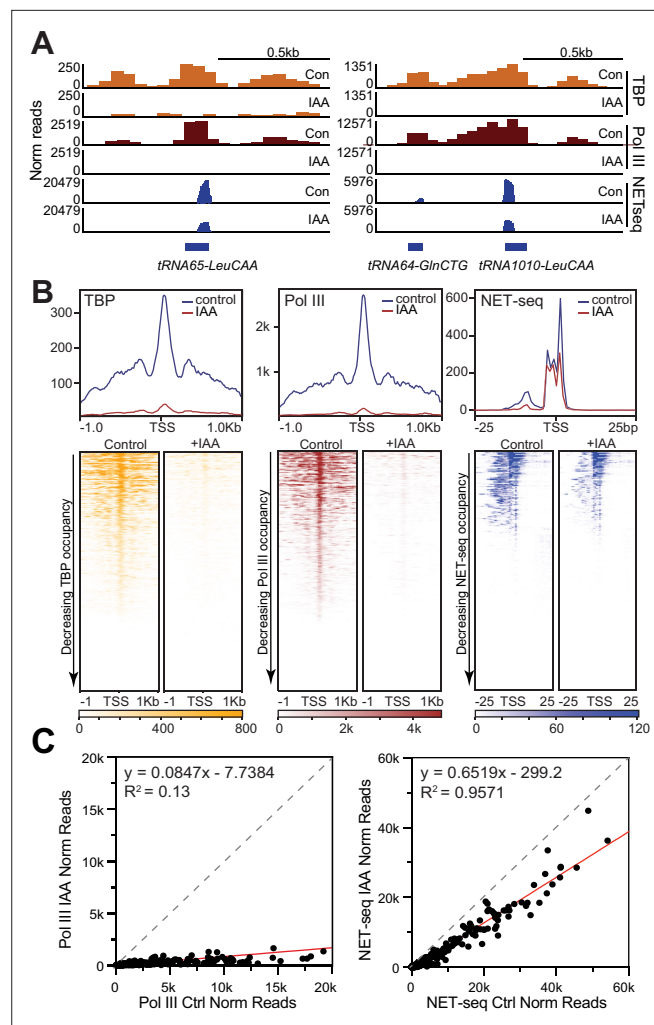 A
0.5kb
0.5kb
Norm reads
250
0
Con
1351
0
Con
TBP
250
0
IAA
1351
0
IAA
2519
0
Con
12571
0
Con
Pol III
2519
0
IAA
12571
0
IAA
20479
0
Con
5976
0
Con
NETseq
20479
0
IAA
5976
0
IAA
tRNA65-LeuCAA
tRNA64-GlnCTG
tRNA1010-LeuCAA
B
TBP
control
IAA
300
200
100
-1.0
TSS
1.0Kb
Pol III
control
IAA
2k
1k
-1.0
TSS
1.0Kb
NET-seq
control
IAA
600
400
200
0
-25
TSS
25bp
Control
+IAA
Decreasing TBP occupancy
-1 TSS 1Kb
-1 TSS 1Kb
0 400 800
Control
+IAA
Decreasing Pol III occupancy
-1 TSS 1Kb
-1 TSS 1Kb
0 2k 4k
Control
+IAA
Decreasing NET-seq occupancy
-25 TSS 25
-25 TSS 25
0 60 120
C
y = 0.0847x - 7.7384
R² = 0.13
20k
15k
10k
5k
0
Pol III IAA Norm Reads
0 5k 10k 15k 20k
Pol III Ctrl Norm Reads
y = 0.6519x - 299.2
R² = 0.9571
60k
40k
20k
0
NET-seq IAA Norm Reads
0 20k 40k 60k
NET-seq Ctrl Norm Reads